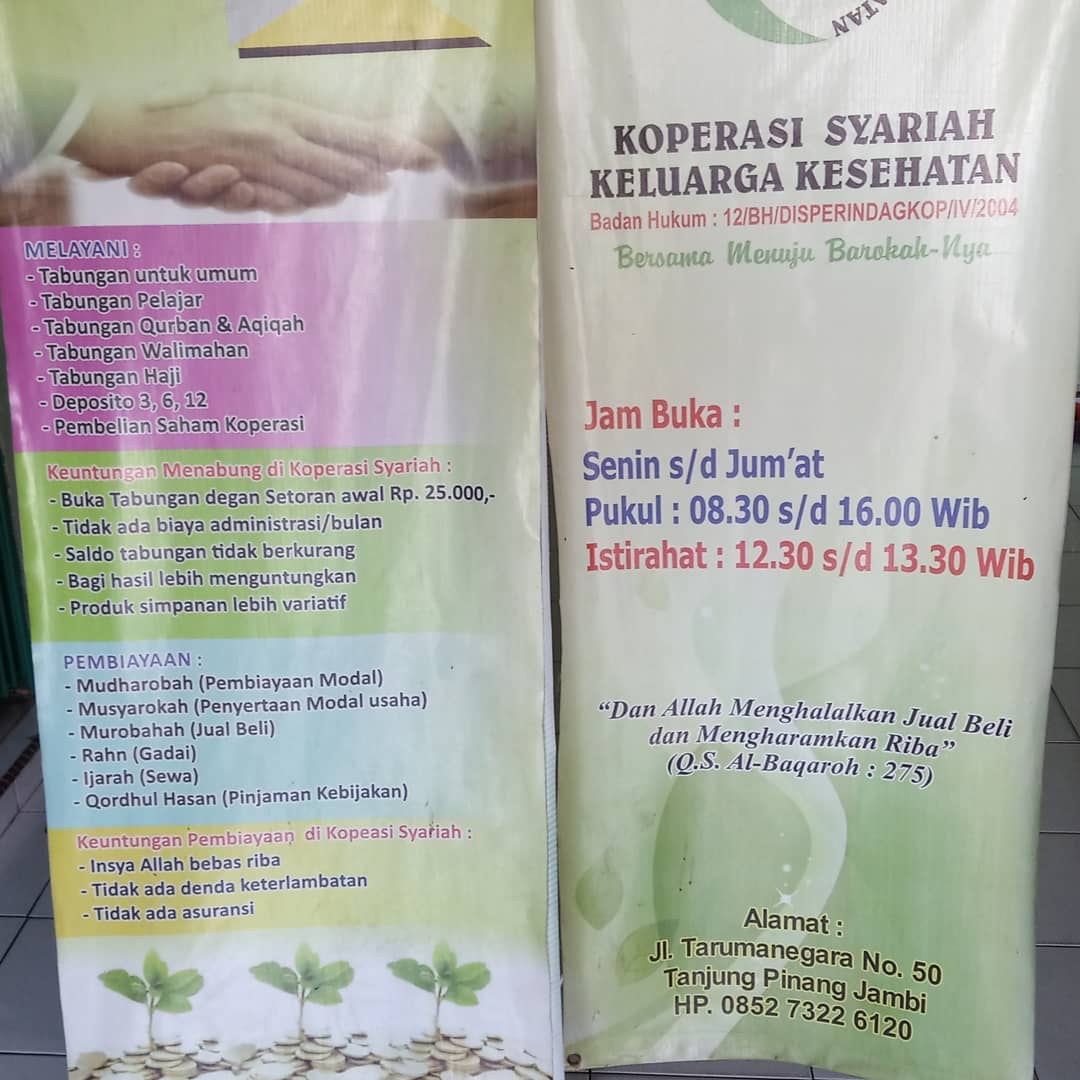 MELAYANI :
- Tabungan untuk umum
- Tabungan Pelajar
- Tabungan Qurban & Aqiqah
- Tabungan Walimahan
- Tabungan Haji
- Deposito 3, 6, 12
- Pembelian Saham Koperasi
Keuntungan Menabung di Koperasi Syariah :
- Buka Tabungan degan Setoran awal Rp. 25.000,-
- Tidak ada biaya administrasi/bulan
- Saldo tabungan tidak berkurang
- Bagi hasil lebih menguntungkan
- Produk simpanan lebih variatif
PEMBIAYAAN :
- Mudharobah (Pembiayaan Modal)
- Musyarokah (Penyertaan Modal usaha)
- Murobahah (Jual Beli)
- Rahn (Gadai)
- Ijarah (Sewa)
- Qordhul Hasan (Pinjaman Kebijakan)
Keuntungan Pembiayaan di Kopeasi Syariah :
- Insya Allah bebas riba
- Tidak ada denda keterlambatan
- Tidak ada asuransi
KOPERASI SYARIAH
KELUARGA KESEHATAN
Badan Hukum : 12/BH/DISPERINDAGKOP/IV/2004
Bersama Menuju Barokah-Nya
Jam Buka :
Senin s/d Jum'at
Pukul : 08.30 s/d 16.00 Wib
Istirahat : 12.30 s/d 13.30 Wib
“Dan Allah Menghalalkan Jual Beli
dan Mengharamkan Riba”
(Q.S. Al-Baqaroh : 275)
Alamat :
Jl. Tarumanegara No. 50
Tanjung Pinang Jambi
HP. 0852 7322 6120